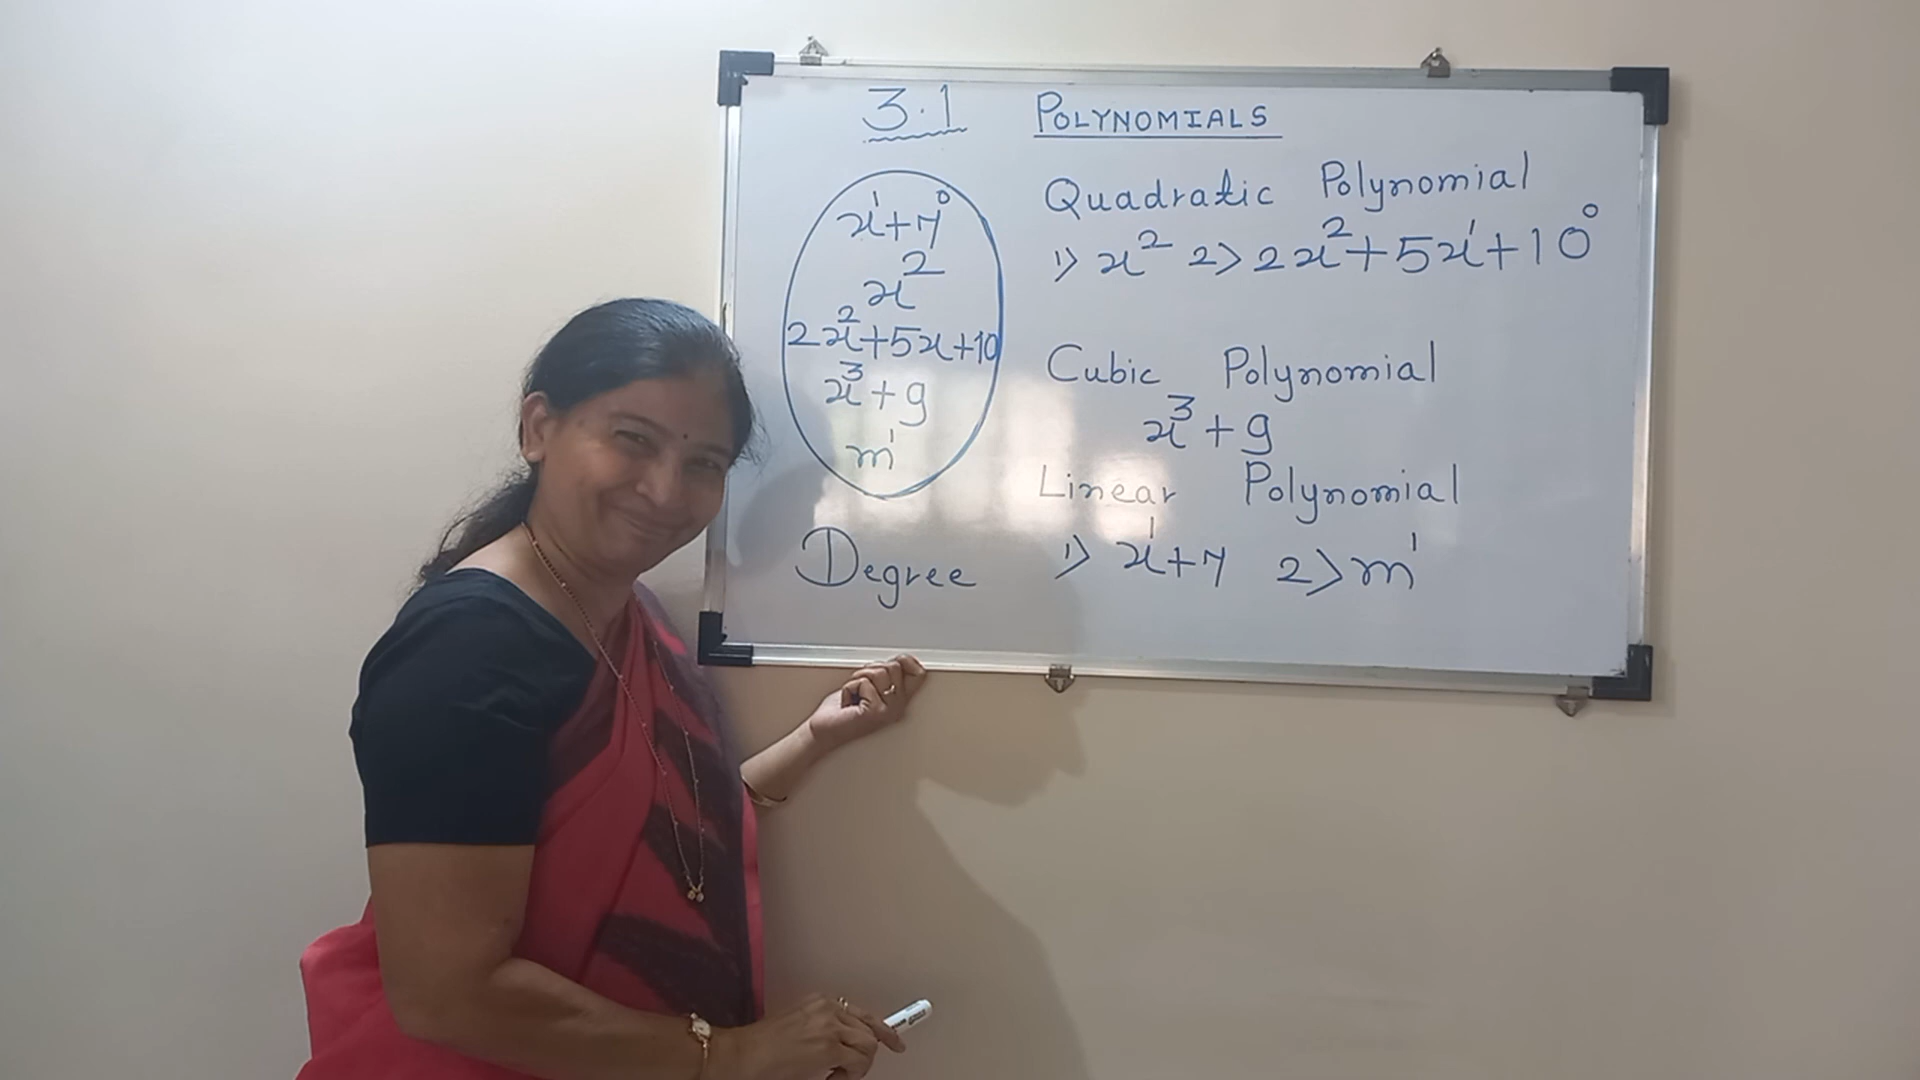 3.1 POLYNOMIALS
x¹+7⁰
x²
2x²+5x+10
x³+9
m¹
Degree
Quadratic Polynomial
1> x² 2> 2x²+5x¹+10⁰
Cubic Polynomial
x³+9
Linear Polynomial
1> x¹+7 2> m¹